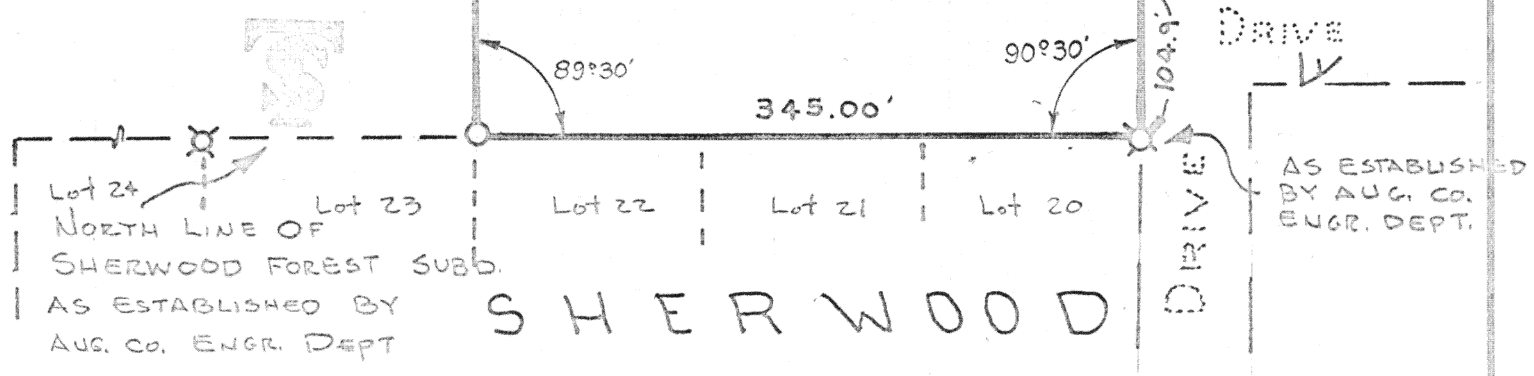 DRIVE
104.9'
89°30'
90°30'
345.00'
Lot 24
Lot 23
Lot 22
Lot 21
Lot 20
NORTH LINE OF
SHERWOOD FOREST SUBD.
AS ESTABLISHED BY
AUG. CO. ENGR. DEPT
SHERWOOD
DRIVE
AS ESTABLISHED
BY AUG. CO.
ENGR. DEPT.